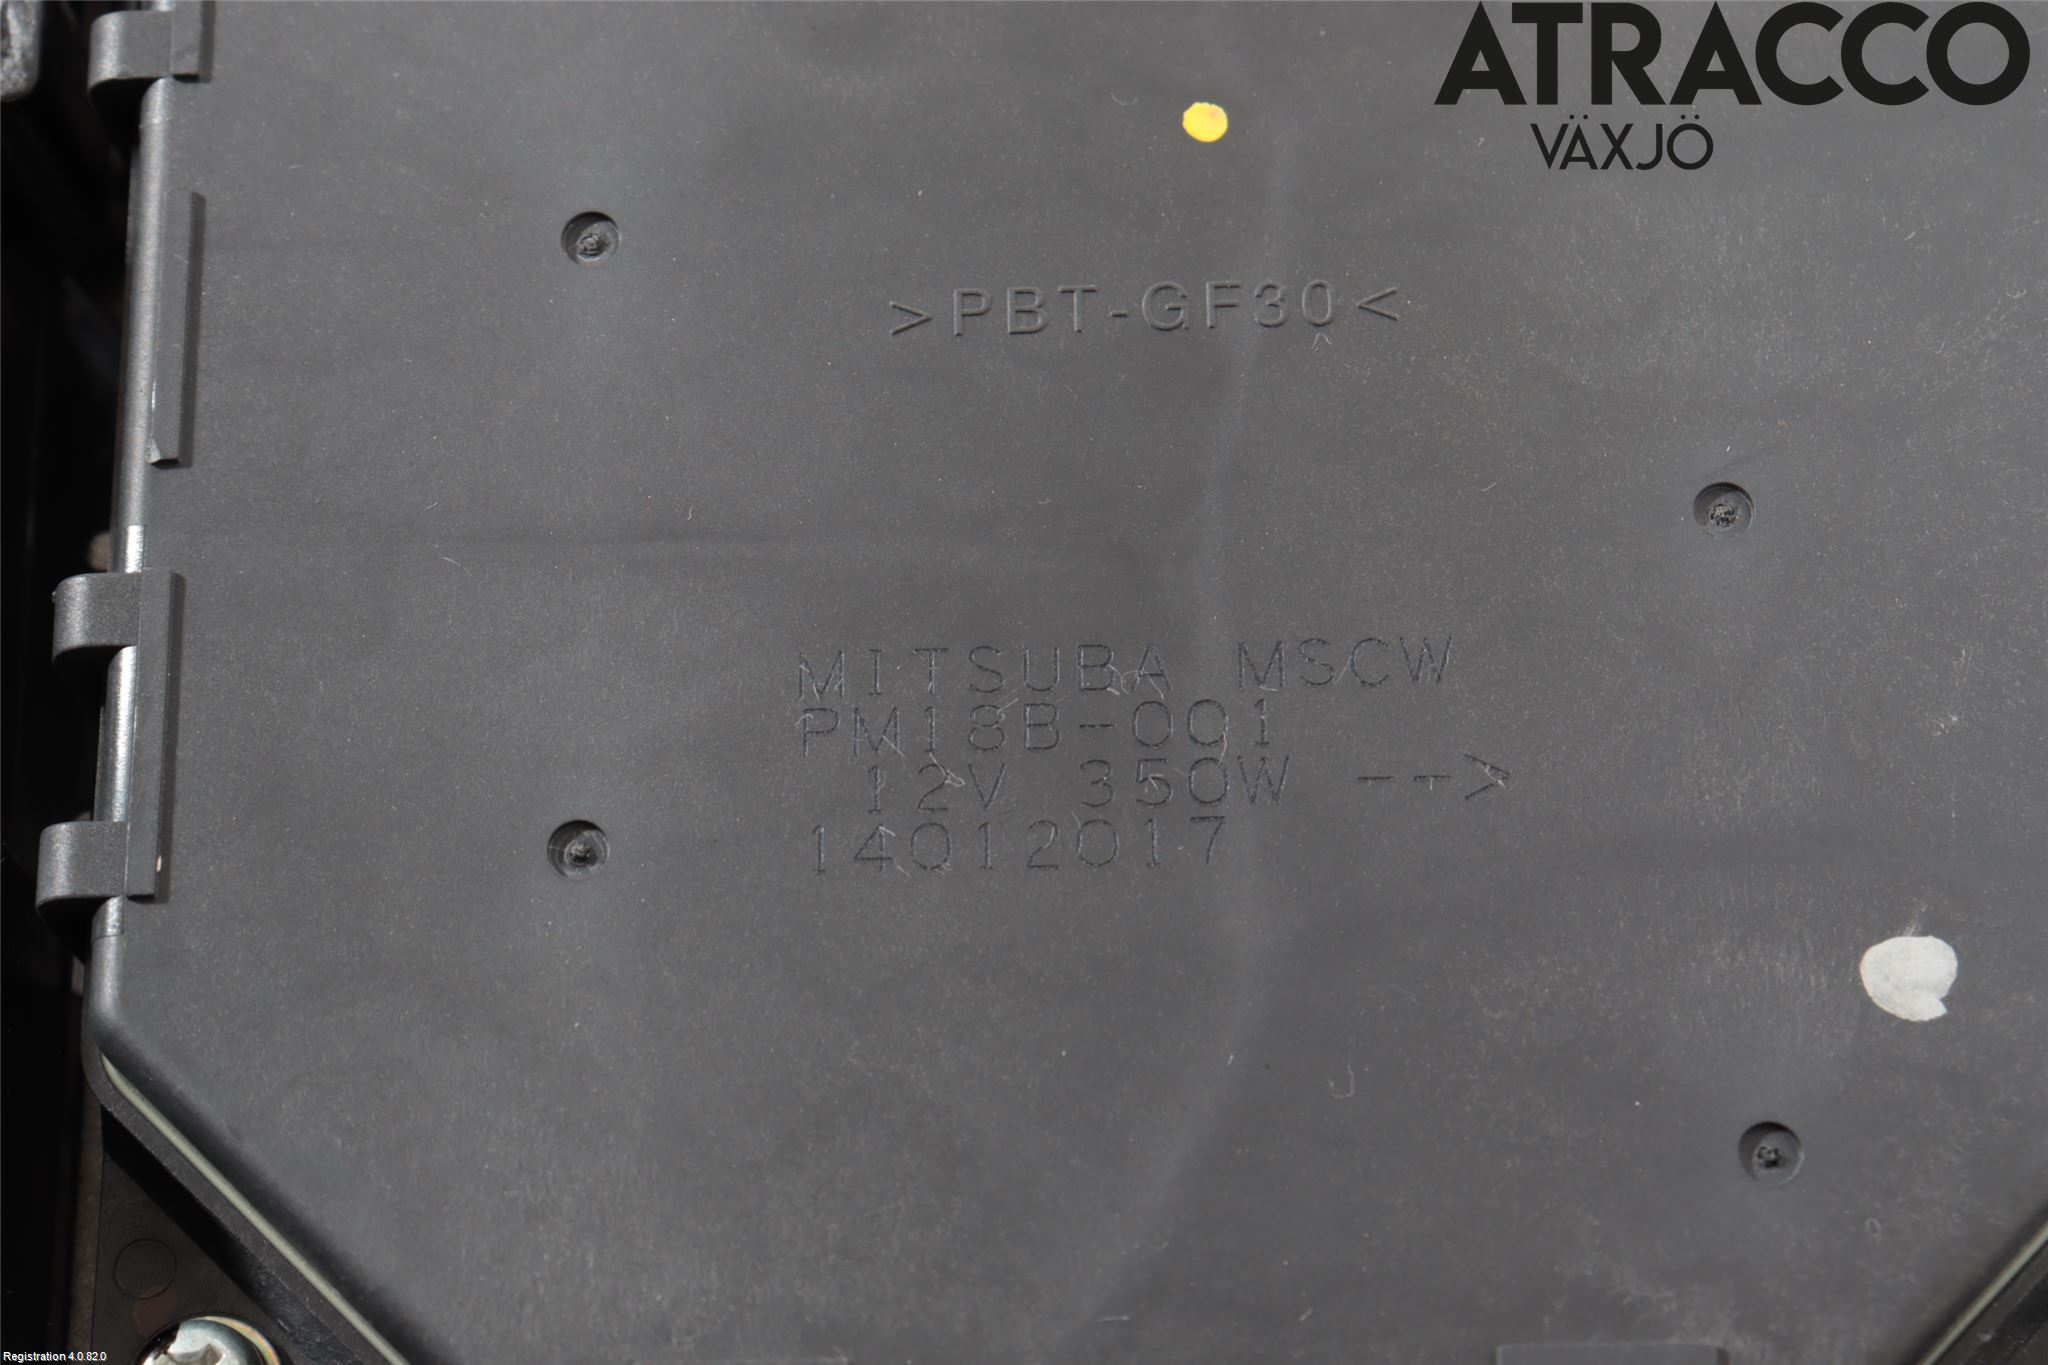 ATRACCO
VÄXJÖ
>PBT-GF30<
MITSUBA MSCW
PM18B-001
12V 350W -->
14012017
Registration 4.0.82.0